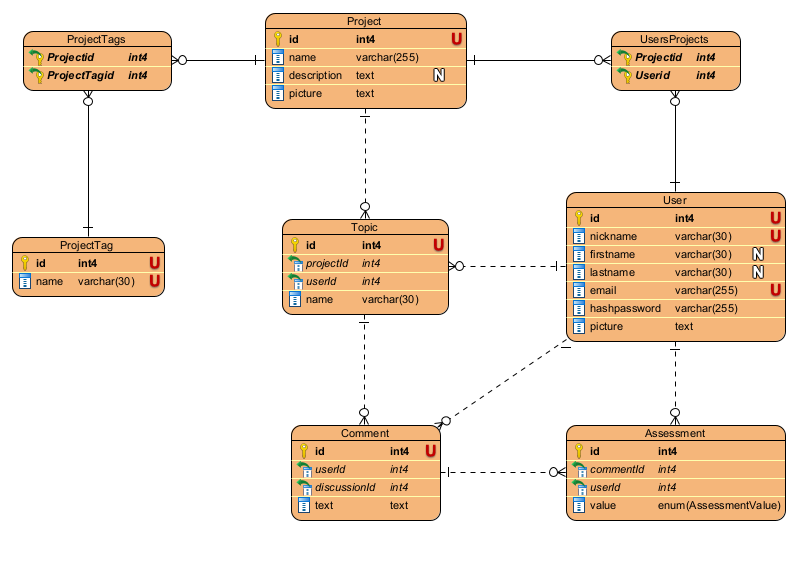 ProjectTags
Projectid int4
ProjectTagid int4
Project
id int4 U
name varchar(255)
description text N
picture text
UsersProjects
Projectid int4
Userid int4
ProjectTag
id int4 U
name varchar(30) U
Topic
id int4 U
projectId int4
userId int4
name varchar(30)
User
id int4 U
nickname varchar(30) U
firstname varchar(30) N
lastname varchar(30) N
email varchar(255) U
hashpassword varchar(255)
picture text
Comment
id int4 U
userId int4
discussionId int4
text text
Assessment
id int4
commentId int4
userId int4
value enum(AssessmentValue)